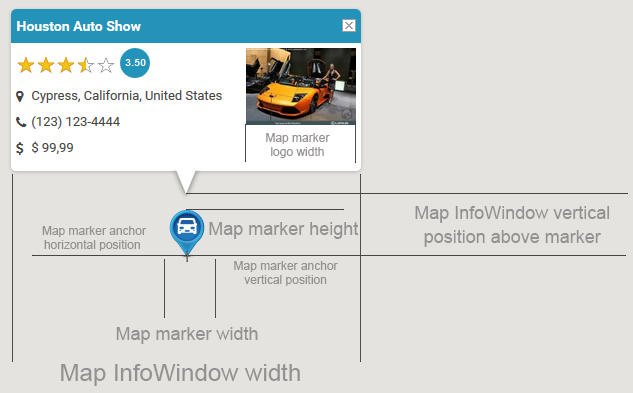 Houston Auto Show
3.50
Cypress, California, United States
(123) 123-4444
$ $ 99,99
Map marker
logo width
Map InfoWindow vertical
position above marker
Map marker anchor
horizontal position
Map marker height
Map marker anchor
vertical position
Map marker width
Map InfoWindow width